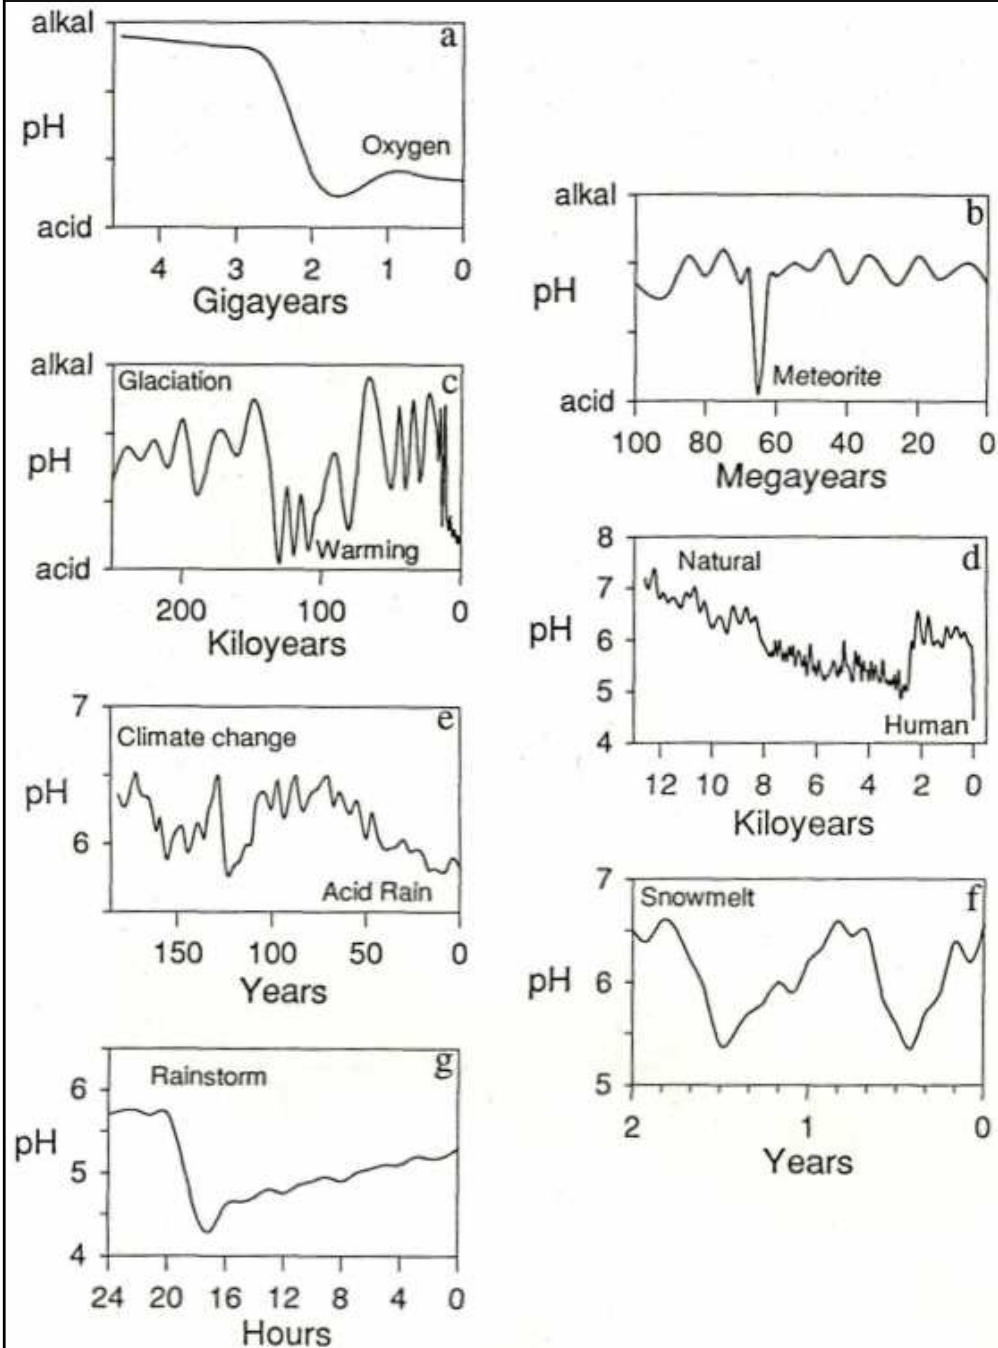 alkal
a
pH
Oxygen
acid
4 3 2 1 0
Gigayears
alkal
b
pH
Meteorite
acid
100 80 60 40 20 0
Megayears
alkal
Glaciation
c
pH
Warming
acid
200 100 0
Kiloyears
8
Natural
d
7
pH
6
5
Human
4
12 10 8 6 4 2 0
Kiloyears
7
e
Climate change
pH
6
Acid Rain
150 100 50 0
Years
7
Snowmelt
f
pH
6
5
2 1 0
Years
g
Rainstorm
6
pH
5
4
24 20 16 12 8 4 0
Hours